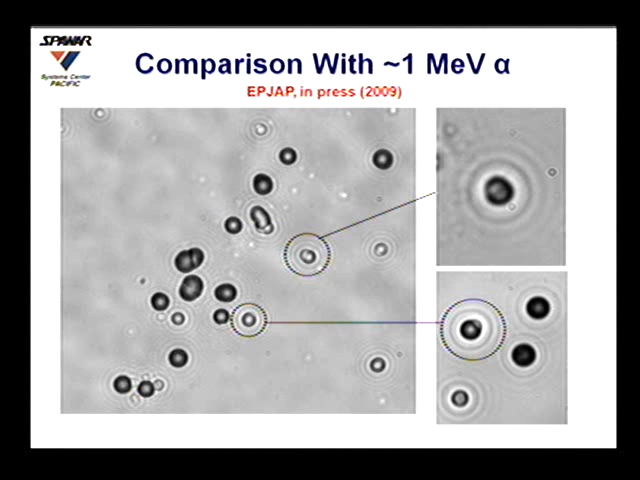 SPAWAR
Systems Center
PACIFIC
Comparison With ~1 MeV α
EPJAP, in press (2009)